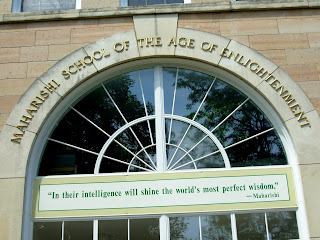 MAHARISHI SCHOOL OF THE AGE OF ENLIGHTENMENT
“In their intelligence will shine the world's most perfect wisdom.”
—Maharishi